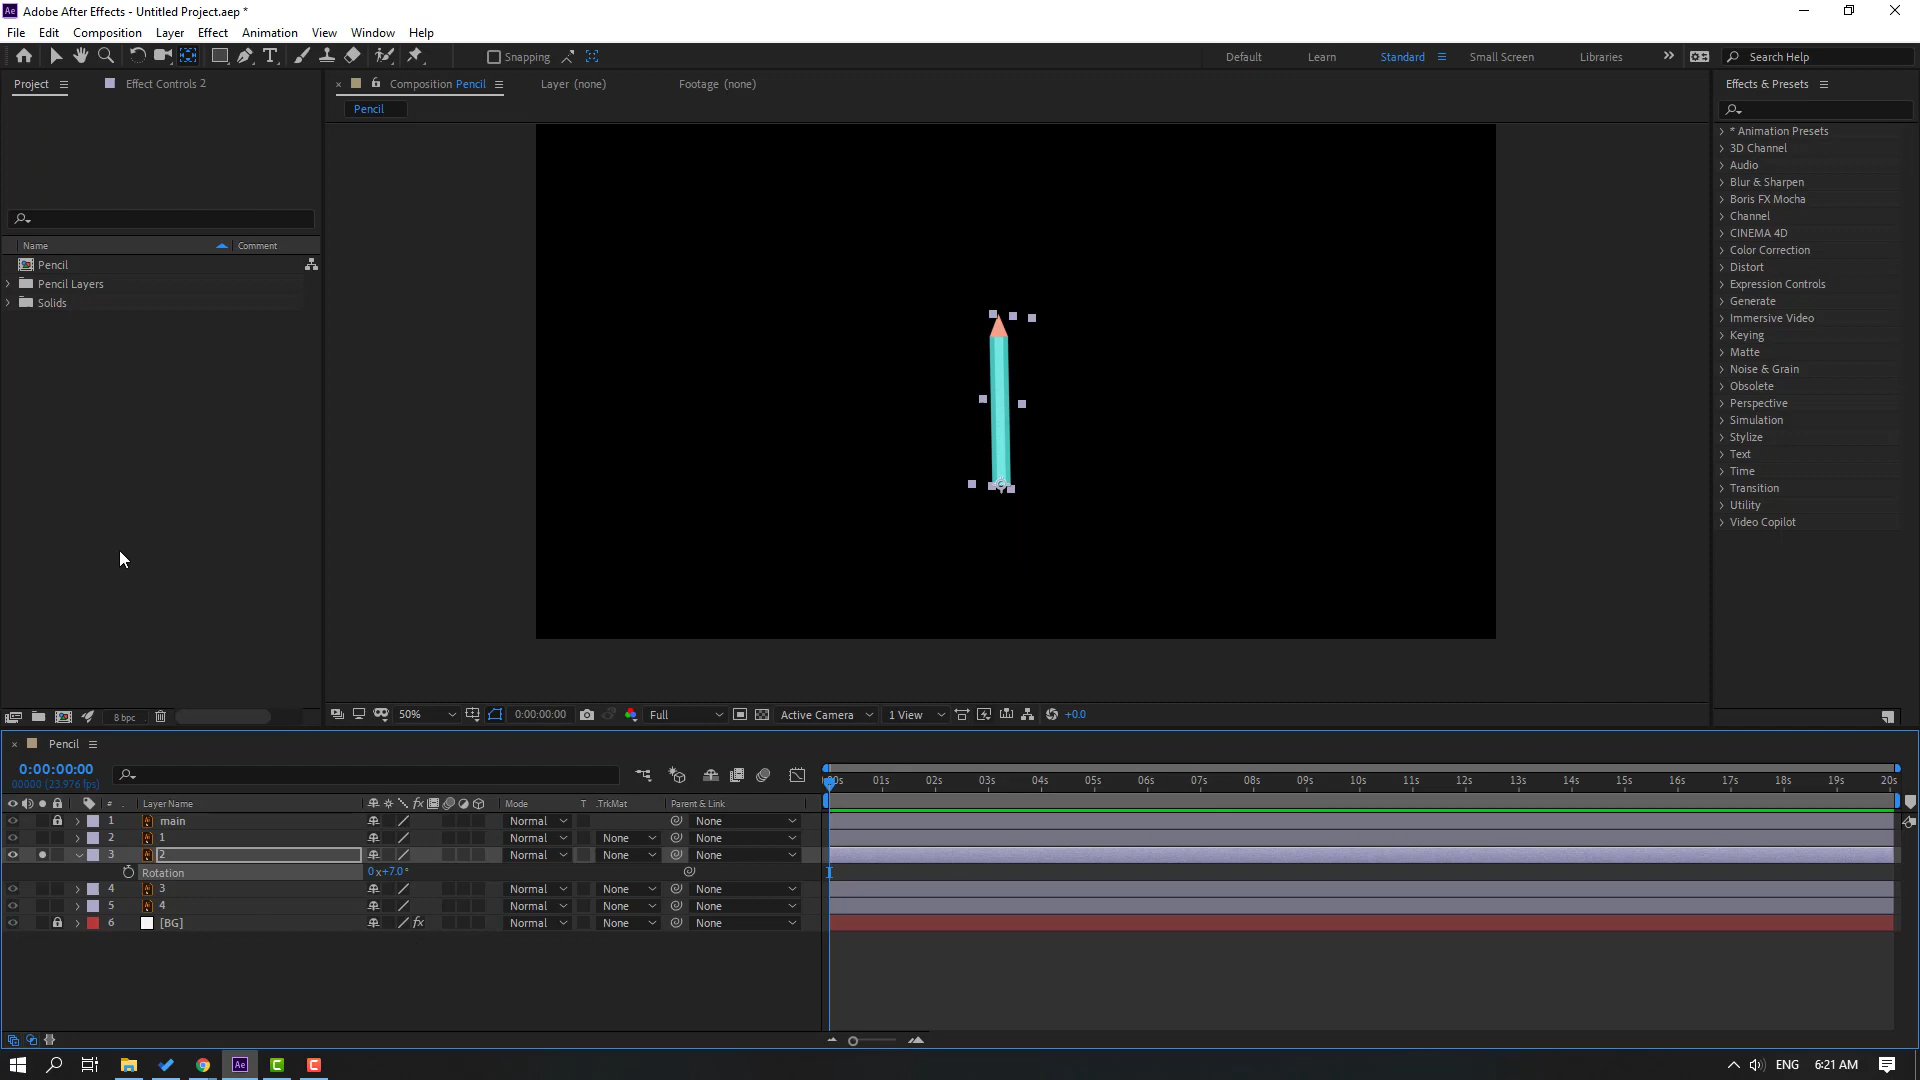 Adobe After Effects - Untitled Project.aep *
File Edit Composition Layer Effect Animation View Window Help
Snapping Default Learn Standard Small Screen Libraries Search Help
Project Effect Controls 2 Composition Pencil Layer (none) Footage (none) Effects & Presets
Pencil
* Animation Presets
3D Channel
Audio
Blur & Sharpen
Boris FX Mocha
Channel
CINEMA 4D
Color Correction
Distort
Expression Controls
Generate
Immersive Video
Keying
Matte
Noise & Grain
Obsolete
Perspective
Simulation
Stylize
Text
Time
Transition
Utility
Video Copilot
Name Comment
Pencil
Pencil Layers
Solids
8 bpc 50% 0:00:00:00 Full Active Camera 1 View +0.0
Pencil
0:00:00:00
00000 (23.976 fps)
00s 01s 02s 03s 04s 05s 06s 07s 08s 09s 10s 11s 12s 13s 14s 15s 16s 17s 18s 19s 20s
# Layer Name Mode T .TrkMat Parent & Link
1 main Normal None
2 1 Normal None None
3 2 Normal None None
Rotation 0x+7.0°
4 3 Normal None None
5 4 Normal None None
6 [BG] fx Normal None None
ENG 6:21 AM